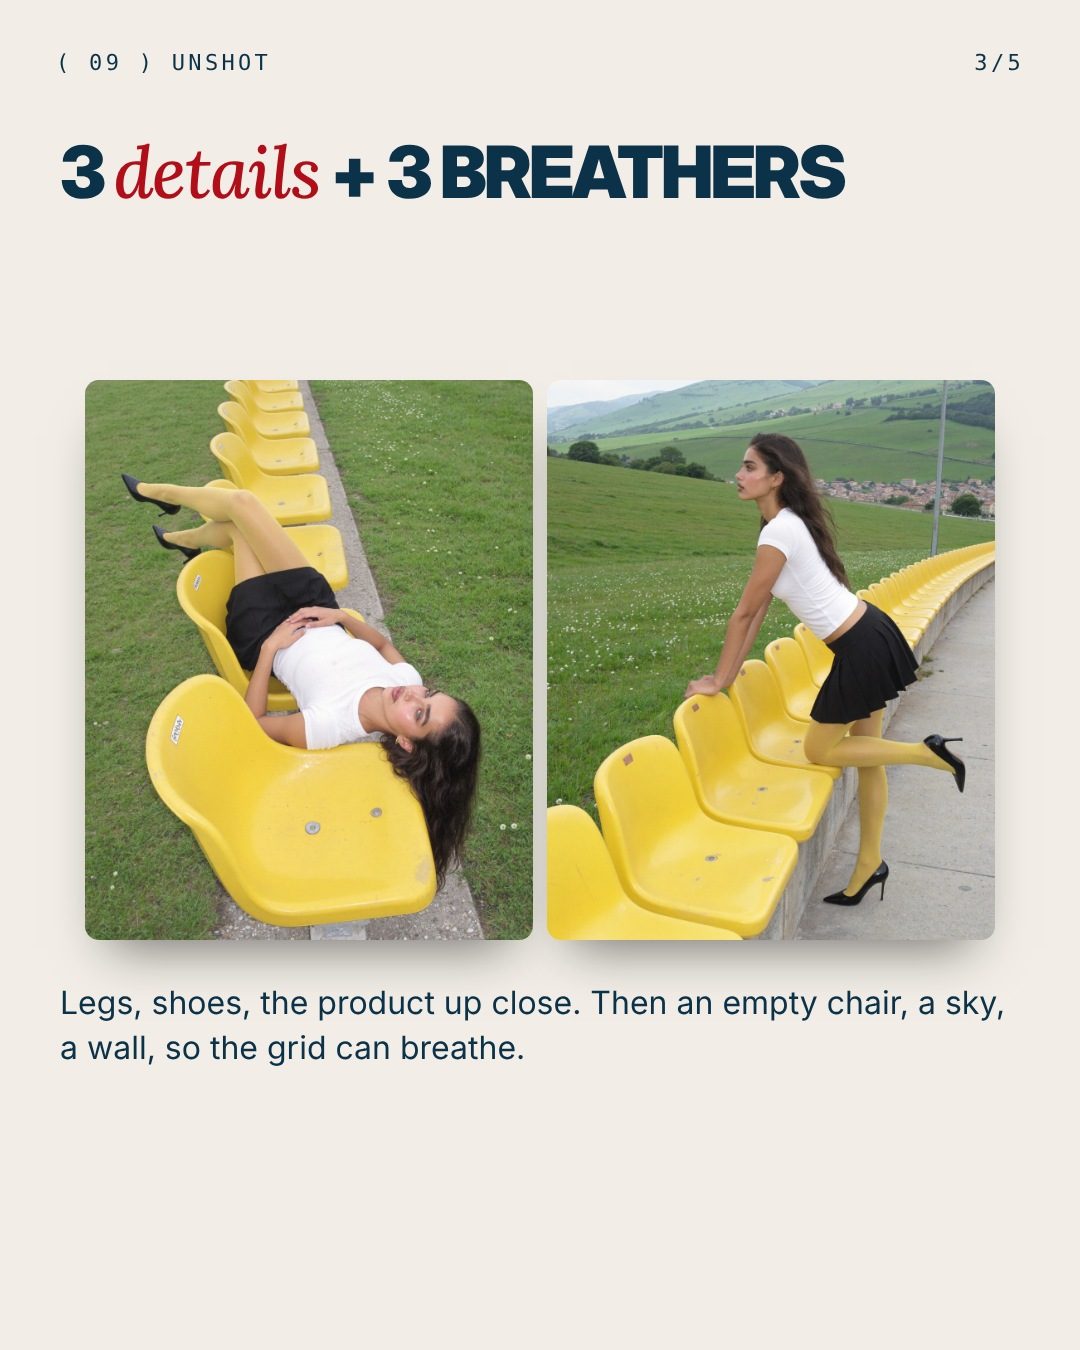 ( 09 ) UNSHOT
3/5
3 details + 3 BREATHERS
Legs, shoes, the product up close. Then an empty chair, a sky,
a wall, so the grid can breathe.